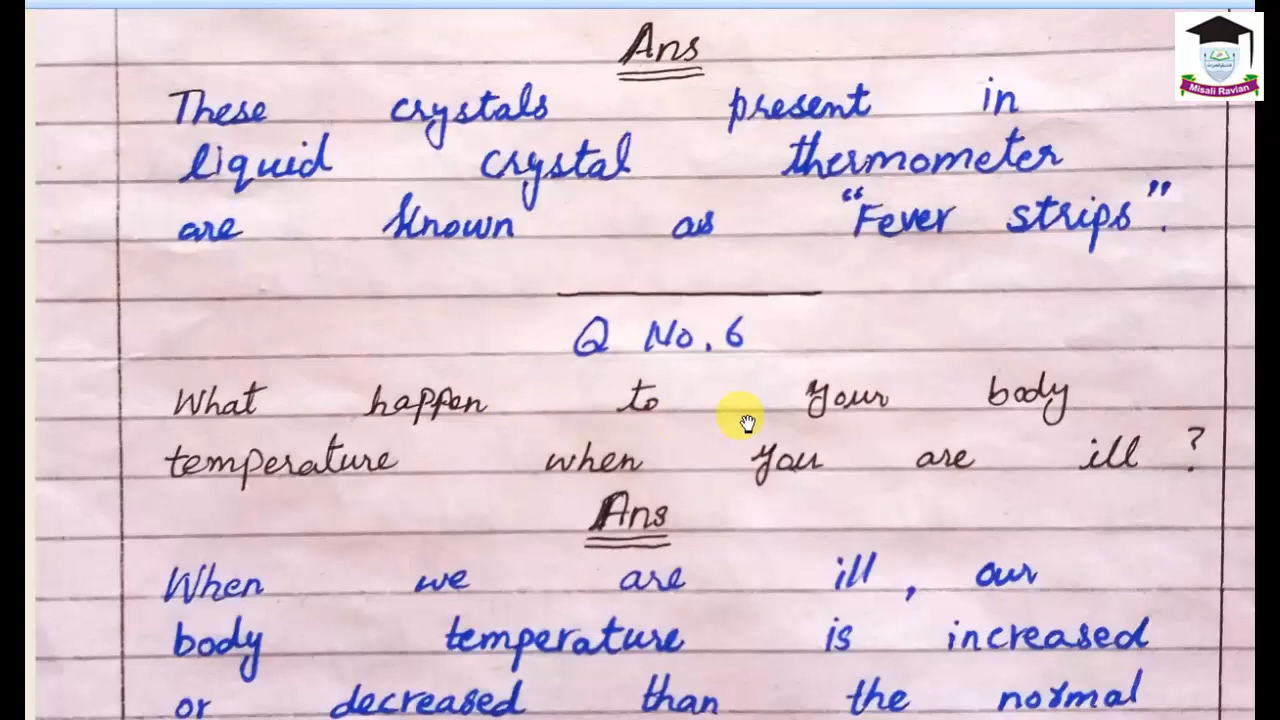 Ans
These crystals present in
liquid crystal thermometer
are known as "Fever strips".
Q No. 6
What happen to your body
temperature when you are ill ?
Ans
When we are ill, our
body temperature is increased
or decreased than the normal
Misali Ravian